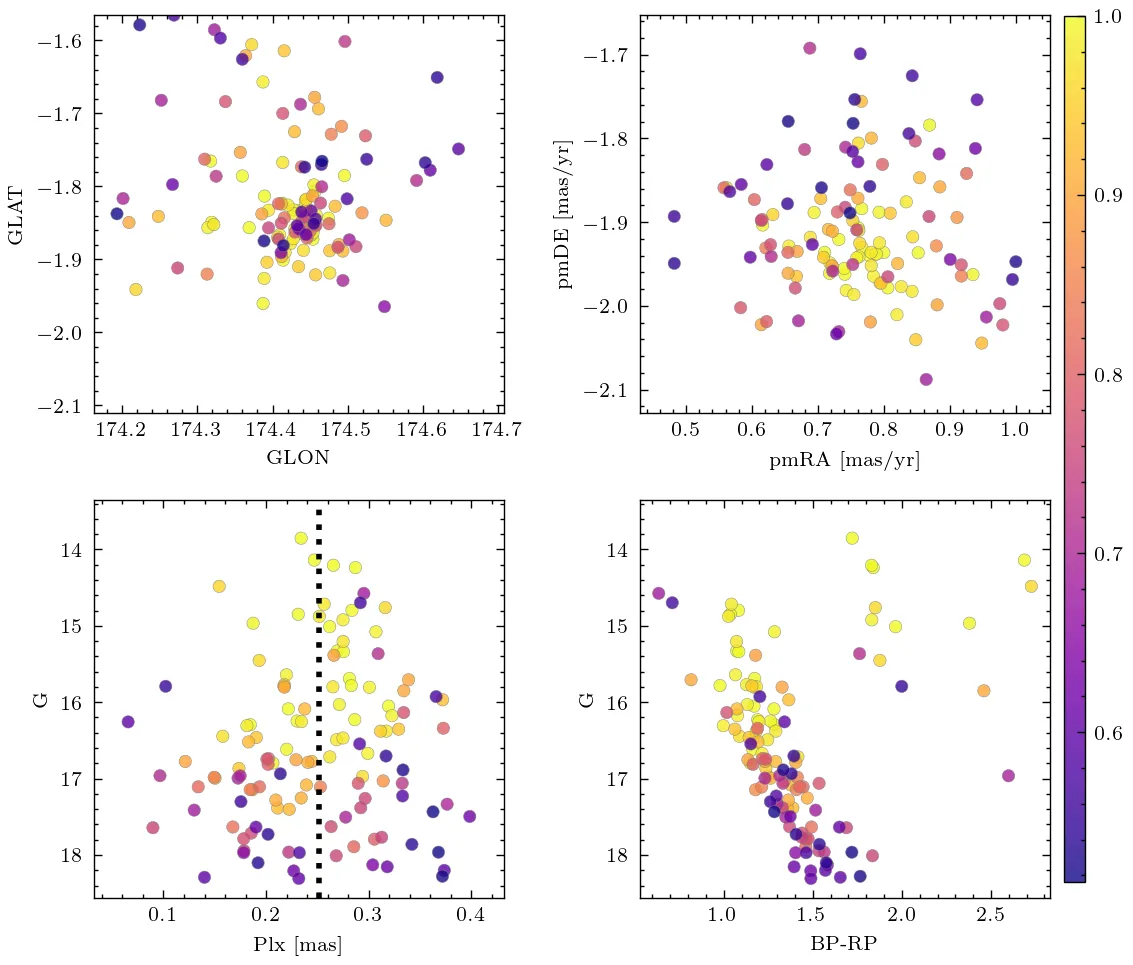 −1.6
−1.7
−1.8
−1.9
−2.0
−2.1
GLAT
174.2 174.3 174.4 174.5 174.6 174.7
GLON
−1.7
−1.8
−1.9
−2.0
−2.1
pmDE [mas/yr]
0.5 0.6 0.7 0.8 0.9 1.0
pmRA [mas/yr]
14
15
16
17
18
G
0.1 0.2 0.3 0.4
Plx [mas]
14
15
16
17
18
G
1.0 1.5 2.0 2.5
BP-RP
1.0
0.9
0.8
0.7
0.6